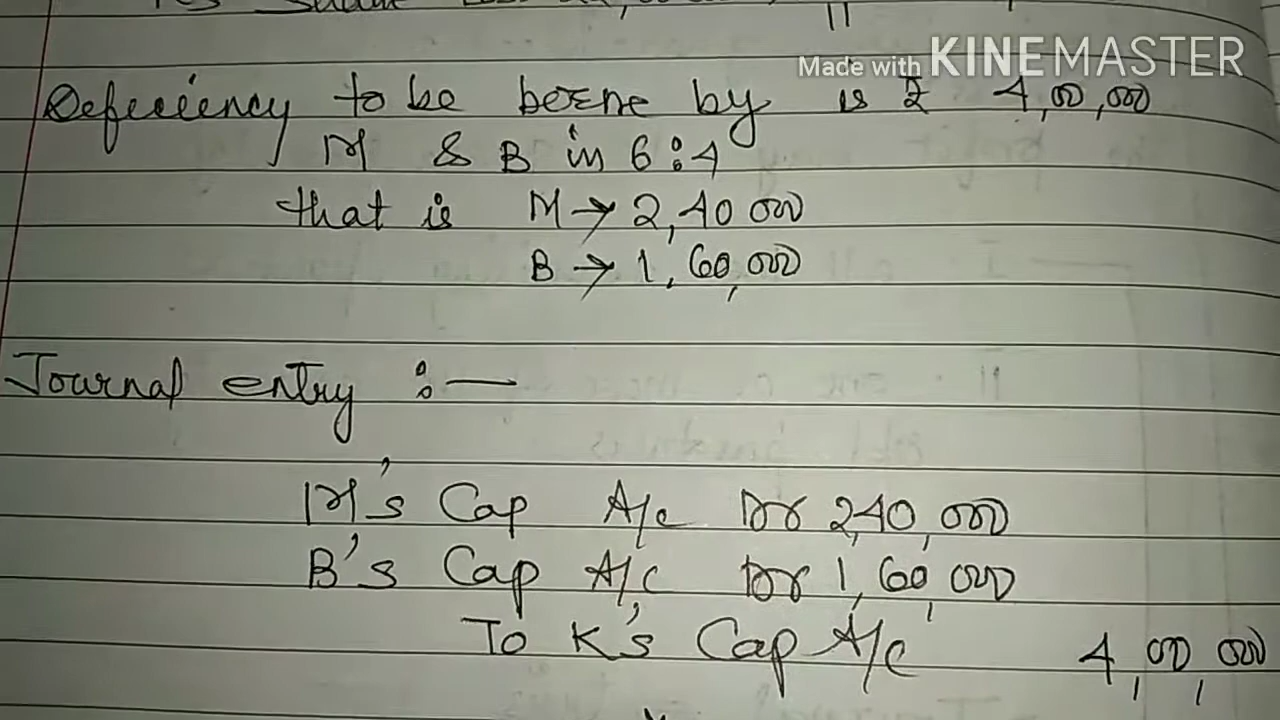 Made with KINEMASTER
Deficiency to be borne by is ₹ 4,00,000
M & B in 6:4
that is M → 2,40 000
B → 1,60,000
Journal entry :—
M's Cap A/c Dr 2,40,000
B's Cap A/c Dr 1,60,000
To K's Cap A/c 4,00,000